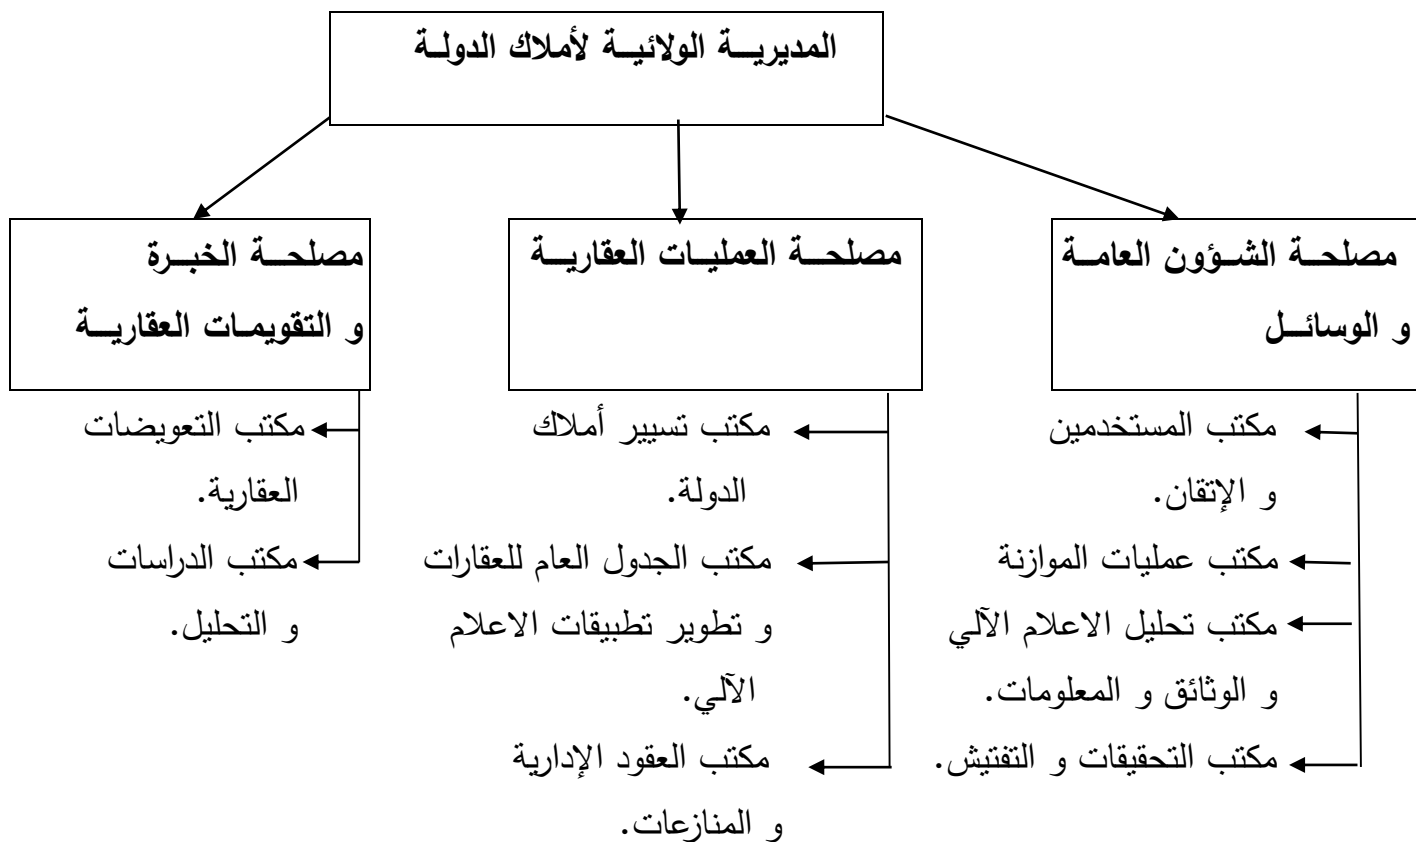 المديريــة الولائيــة لأملاك الدولـة
مصلحــة الشــؤون العامــة
و الوسائــل
مكتب المستخدمين
و الإتقان.
مكتب عمليات الموازنة
مكتب تحليل الاعلام الآلي
و الوثائق و المعلومات.
مكتب التحقيقات و التفتيش.
مصلحــة العمليـات العقاريــة
مكتب تسيير أملاك
الدولة.
مكتب الجدول العام للعقارات
و تطوير تطبيقات الاعلام
الآلي.
مكتب العقود الإدارية
و المنازعات.
مصلحــة الخبــرة
و التقويمـات العقاريــة
مكتب التعويضات
العقارية.
مكتب الدراسات
و التحليل.